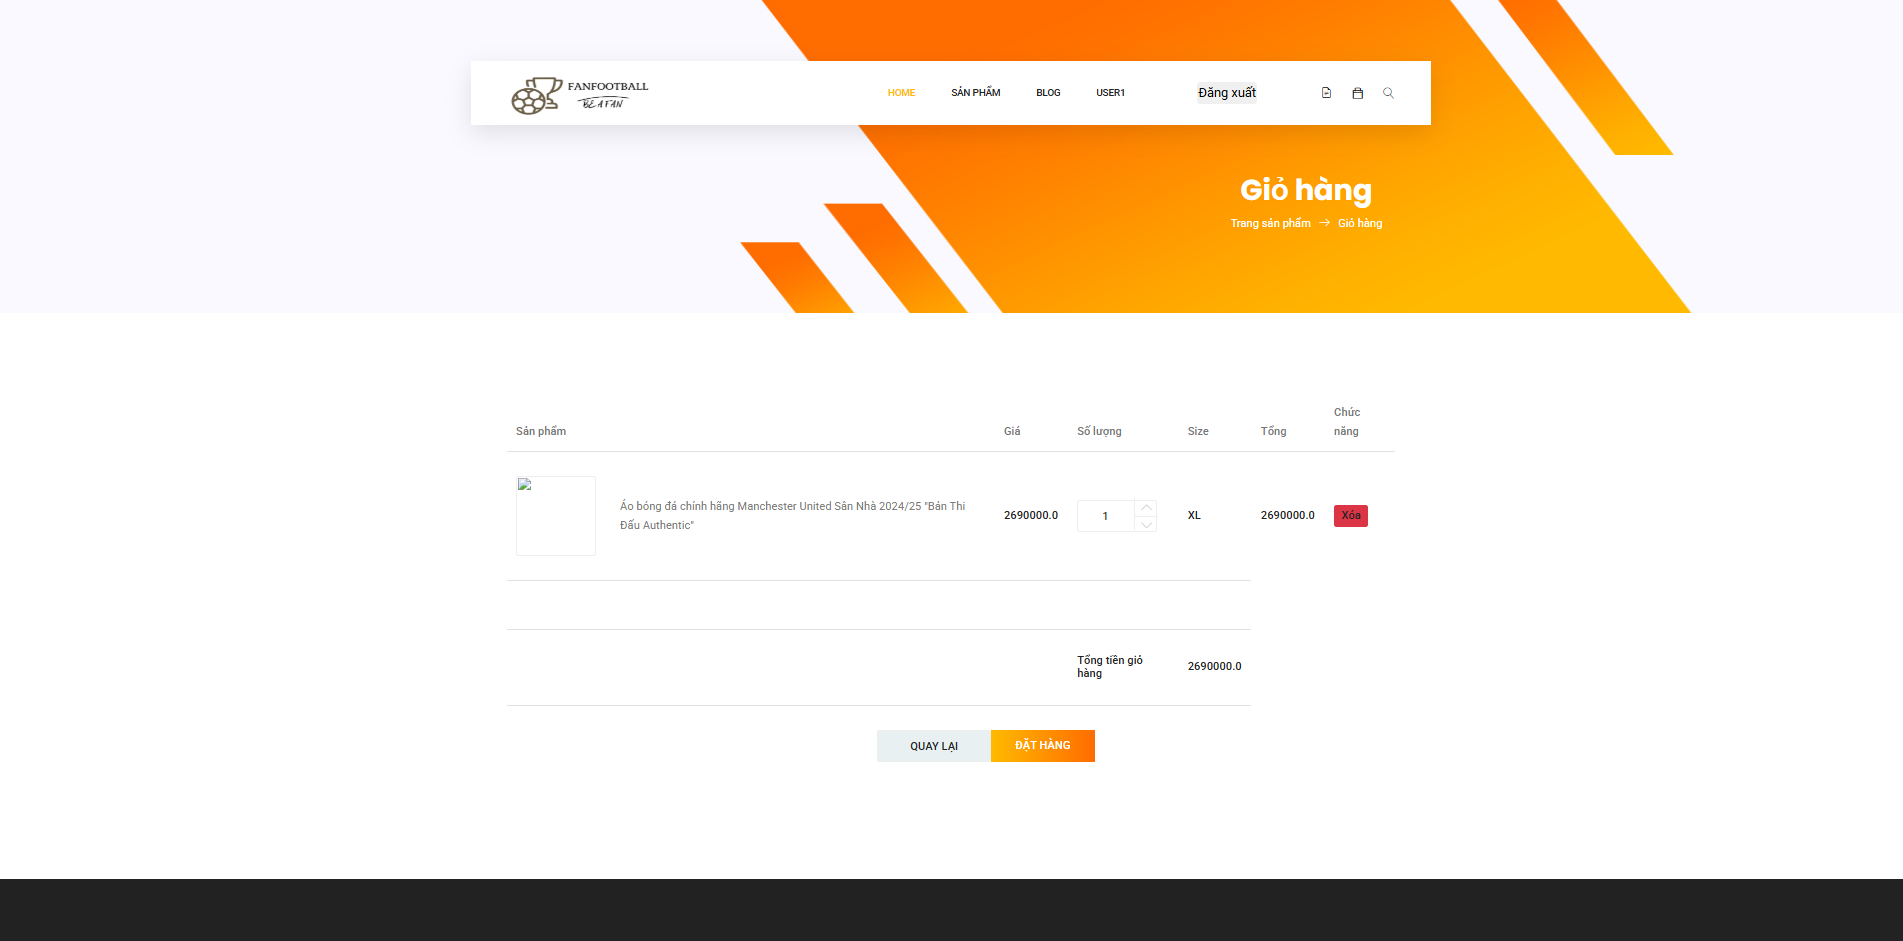 FANFOOTBALL
BE A FAN
HOME
SẢN PHẨM
BLOG
USER1
Đăng xuất
Giỏ hàng
Trang sản phẩm → Giỏ hàng
Sản phẩm
Giá
Số lượng
Size
Tổng
Chức
năng
Áo bóng đá chính hãng Manchester United Sân Nhà 2024/25 "Bản Thi
Đấu Authentic"
2690000.0
1
XL
2690000.0
Xóa
Tổng tiền giỏ
hàng
2690000.0
QUAY LẠI
ĐẶT HÀNG